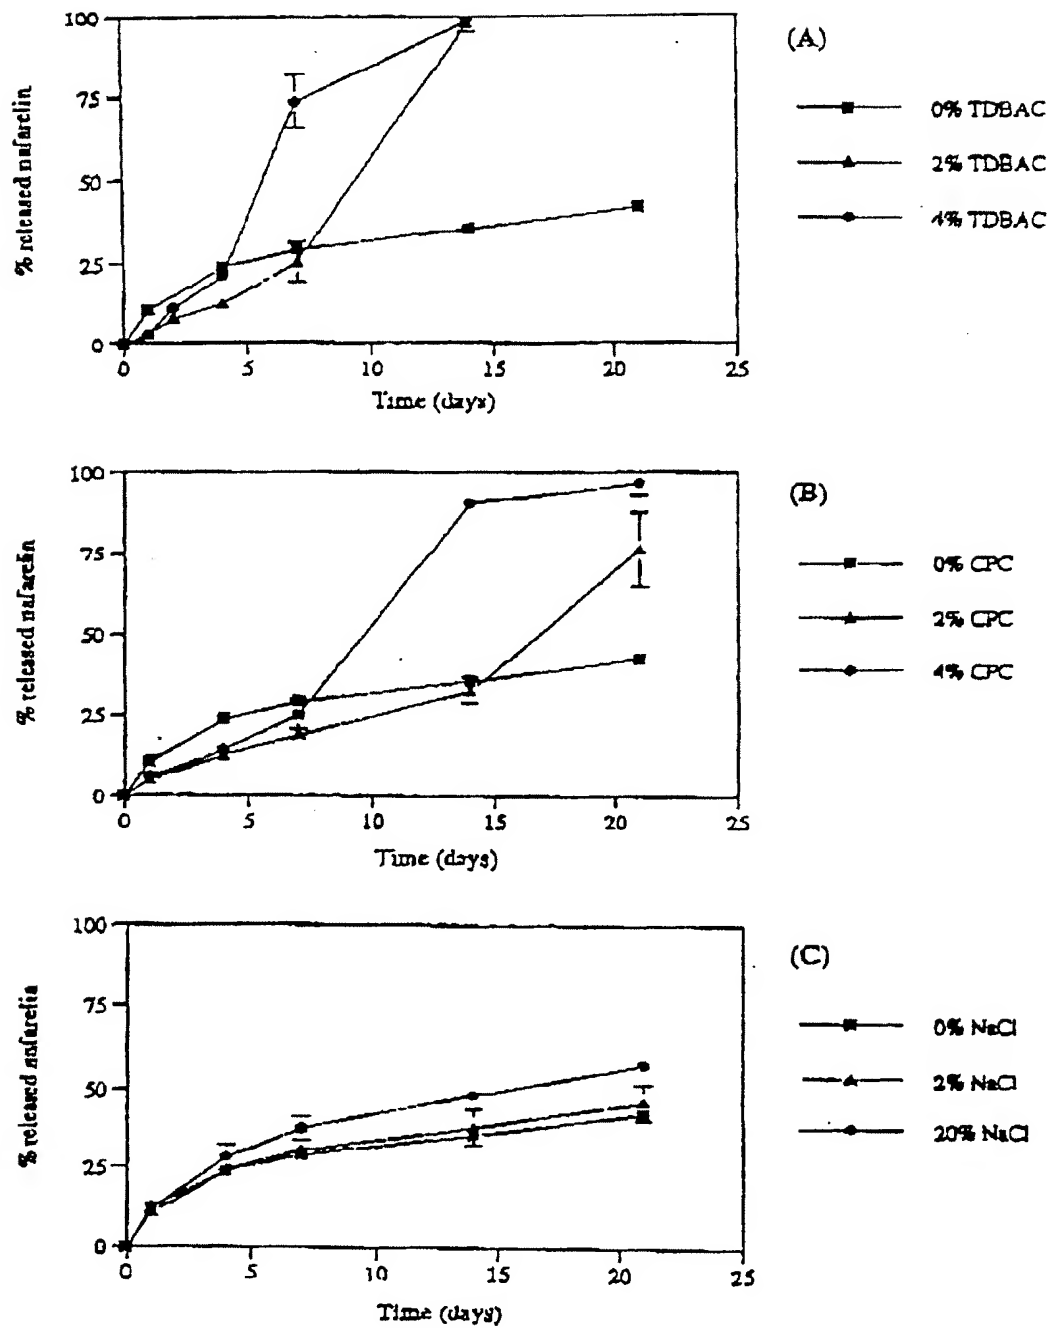 (A)
% released nafarelin
100
75
50
25
0
0 5 10 15 20 25
Time (days)
0% TDBAC
2% TDBAC
4% TDBAC
(B)
% released nafarelin
100
75
50
25
0
0 5 10 15 20 25
Time (days)
0% CPC
2% CPC
4% CPC
(C)
% released nafarelin
100
75
50
25
0
0 5 10 15 20 25
Time (days)
0% NaCl
2% NaCl
20% NaCl